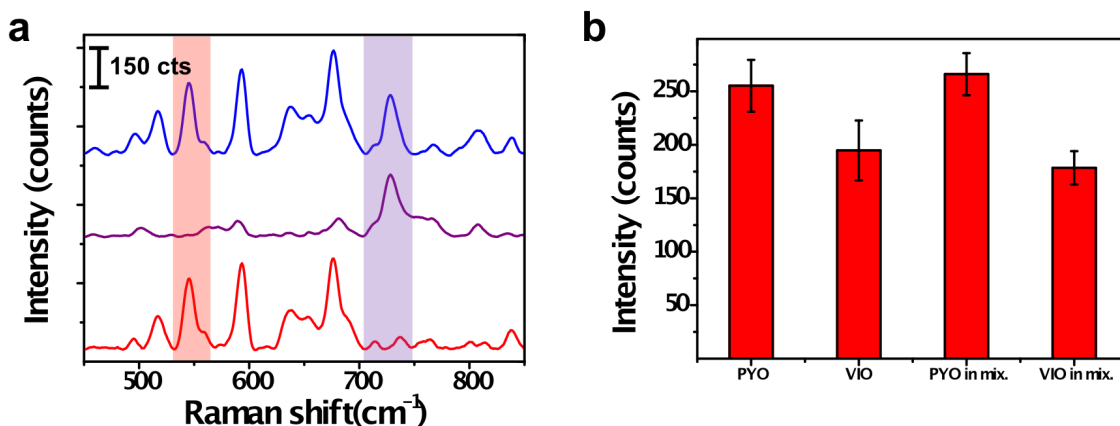 a
150 cts
Intensity (counts)
500
600
700
800
Raman shift(cm⁻¹)
b
250
200
150
100
50
Intensity (counts)
PYO
VIO
PYO in mix.
VIO in mix.